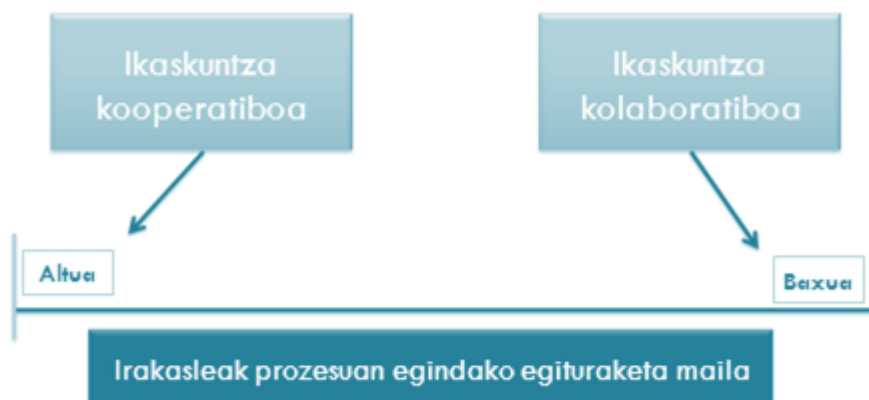 Ikaskuntza
kooperatiboa
Ikaskuntza
kolaboratiboa
Altua
Baxua
Irakasleak prozesuan egindako egituraketa maila